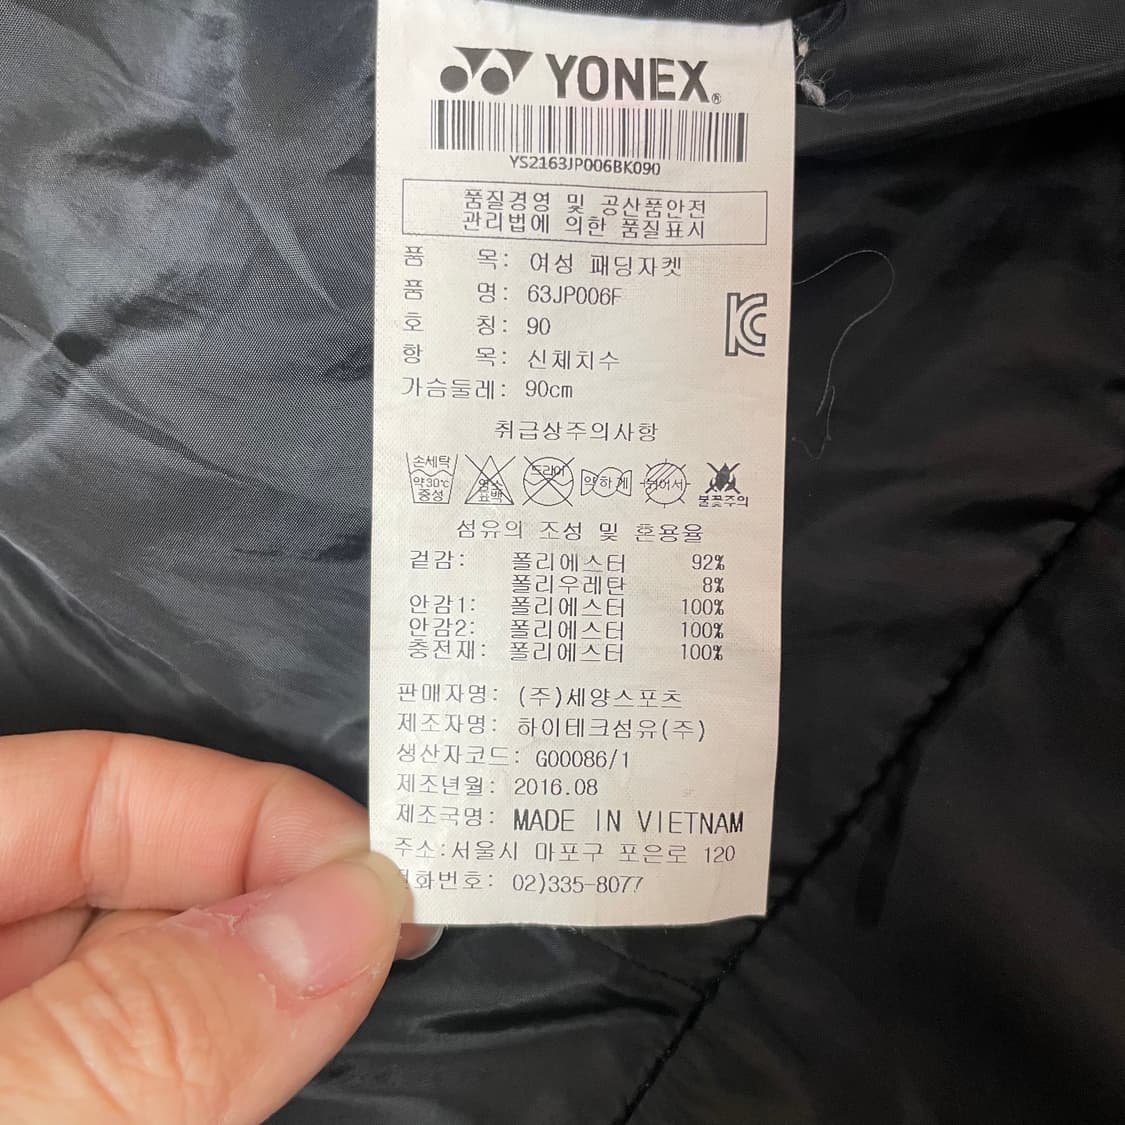 YONEX®
YS2163JP006BK090
품질경영 및 공산품안전
관리법에 의한 품질표시
품 목: 여성 패딩자켓
품 명: 63JP006F
호 칭: 90
항 목: 신체치수
가슴둘레: 90cm
취급상주의사항
손세탁 약30℃ 중성 염소 표백 드라이 약하게 뉘어서 불꽃주의
섬유의 조성 및 혼용율
겉감: 폴리에스터 92%
폴리우레탄 8%
안감1: 폴리에스터 100%
안감2: 폴리에스터 100%
충전재: 폴리에스터 100%
판매자명: (주)세양스포츠
제조자명: 하이테크섬유(주)
생산자코드: G00086/1
제조년월: 2016.08
제조국명: MADE IN VIETNAM
주소:서울시 마포구 포은로 120
전화번호: 02)335-8077